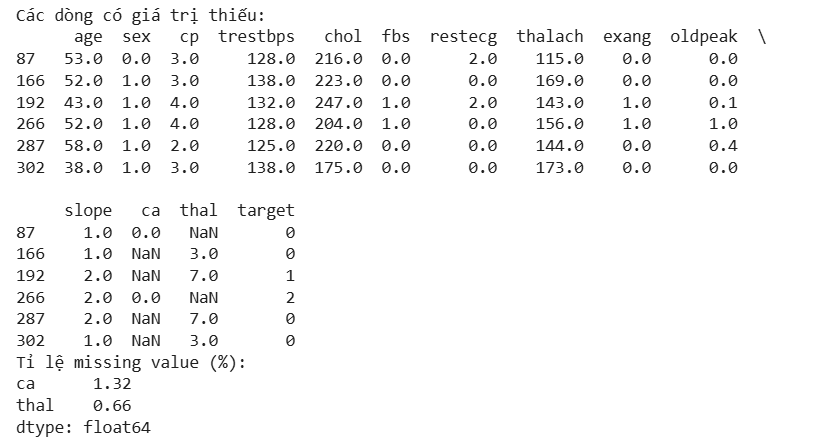 Các dòng có giá trị thiếu:
      age  sex   cp  trestbps   chol  fbs  restecg  thalach  exang  oldpeak  \
87   53.0  0.0  3.0     128.0  216.0  0.0      2.0    115.0    0.0      0.0
166  52.0  1.0  3.0     138.0  223.0  0.0      0.0    169.0    0.0      0.0
192  43.0  1.0  4.0     132.0  247.0  1.0      2.0    143.0    1.0      0.1
266  52.0  1.0  4.0     128.0  204.0  1.0      0.0    156.0    1.0      1.0
287  58.0  1.0  2.0     125.0  220.0  0.0      0.0    144.0    0.0      0.4
302  38.0  1.0  3.0     138.0  175.0  0.0      0.0    173.0    0.0      0.0

     slope   ca  thal  target
87     1.0  0.0   NaN       0
166    1.0  NaN   3.0       0
192    2.0  NaN   7.0       1
266    2.0  0.0   NaN       2
287    2.0  NaN   7.0       0
302    1.0  NaN   3.0       0
Tỉ lệ missing value (%):
ca      1.32
thal    0.66
dtype: float64